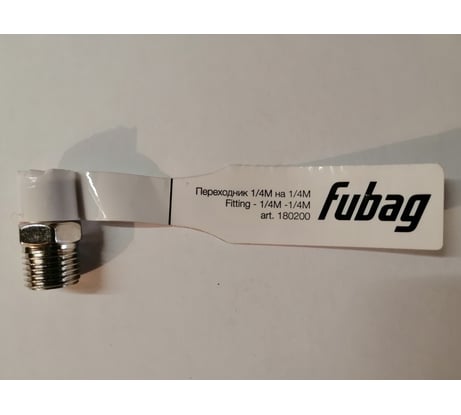 Переходник 1/4M на 1/4M
Fitting - 1/4M -1/4M
art. 180200
fubag